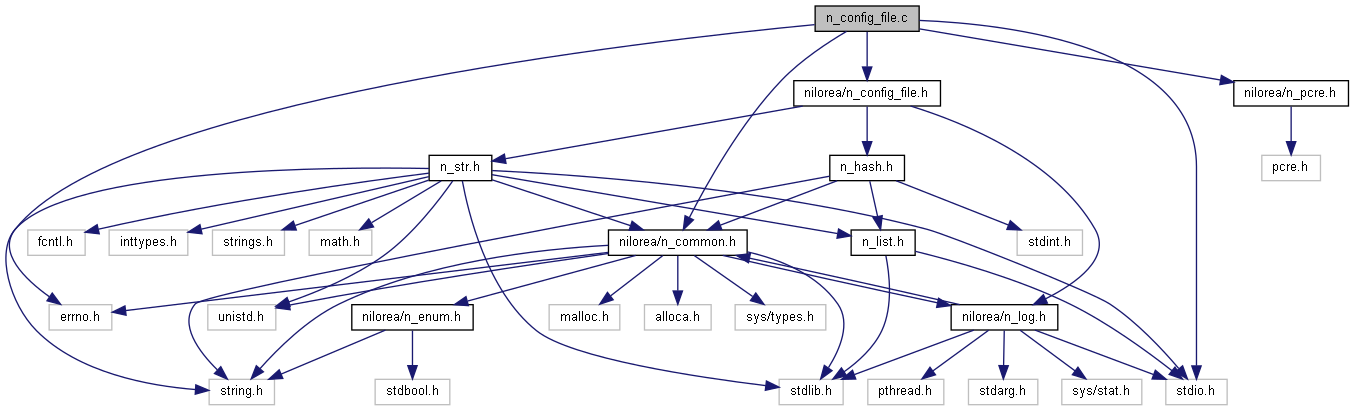 n_config_file.c
nilorea/n_config_file.h
nilorea/n_pcre.h
n_str.h
n_hash.h
pcre.h
fcntl.h
inttypes.h
strings.h
math.h
nilorea/n_common.h
n_list.h
stdint.h
errno.h
unistd.h
nilorea/n_enum.h
malloc.h
alloca.h
sys/types.h
nilorea/n_log.h
string.h
stdbool.h
stdlib.h
pthread.h
stdarg.h
sys/stat.h
stdio.h